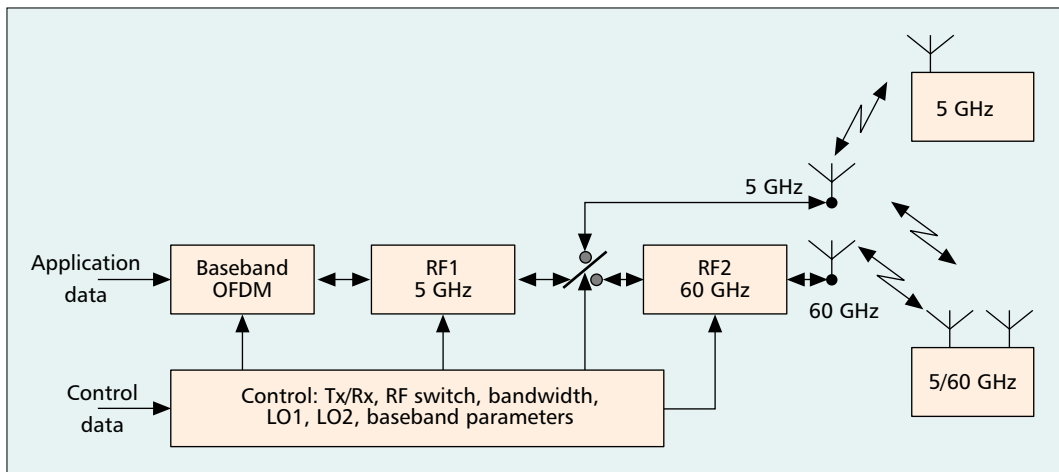 5 GHz
5 GHz
Application
data
Baseband
OFDM
RF1
5 GHz
RF2
60 GHz
60 GHz
5/60 GHz
Control
data
Control: Tx/Rx, RF switch, bandwidth,
LO1, LO2, baseband parameters